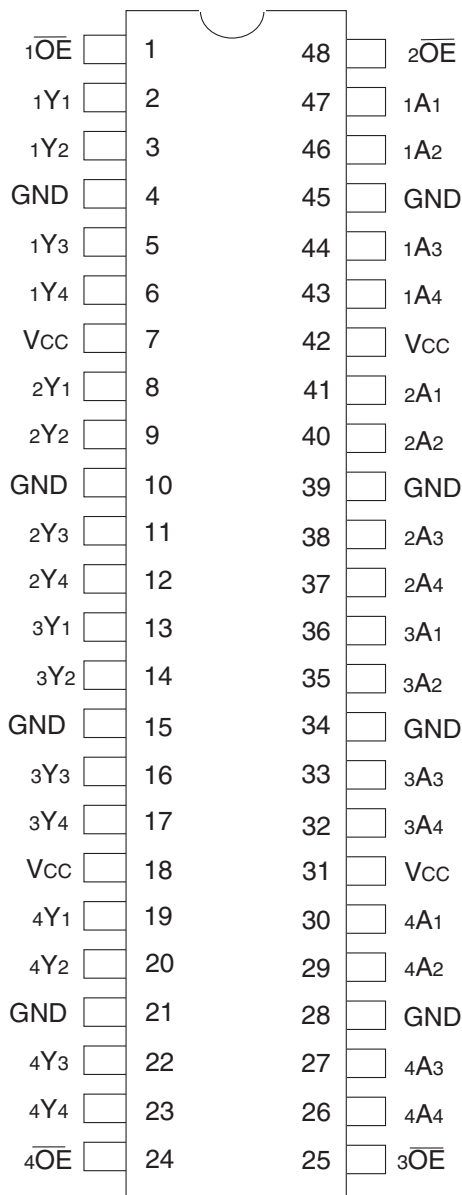 1O̅E̅ 1 48 2O̅E̅
1Y1 2 47 1A1
1Y2 3 46 1A2
GND 4 45 GND
1Y3 5 44 1A3
1Y4 6 43 1A4
VCC 7 42 VCC
2Y1 8 41 2A1
2Y2 9 40 2A2
GND 10 39 GND
2Y3 11 38 2A3
2Y4 12 37 2A4
3Y1 13 36 3A1
3Y2 14 35 3A2
GND 15 34 GND
3Y3 16 33 3A3
3Y4 17 32 3A4
VCC 18 31 VCC
4Y1 19 30 4A1
4Y2 20 29 4A2
GND 21 28 GND
4Y3 22 27 4A3
4Y4 23 26 4A4
4O̅E̅ 24 25 3O̅E̅